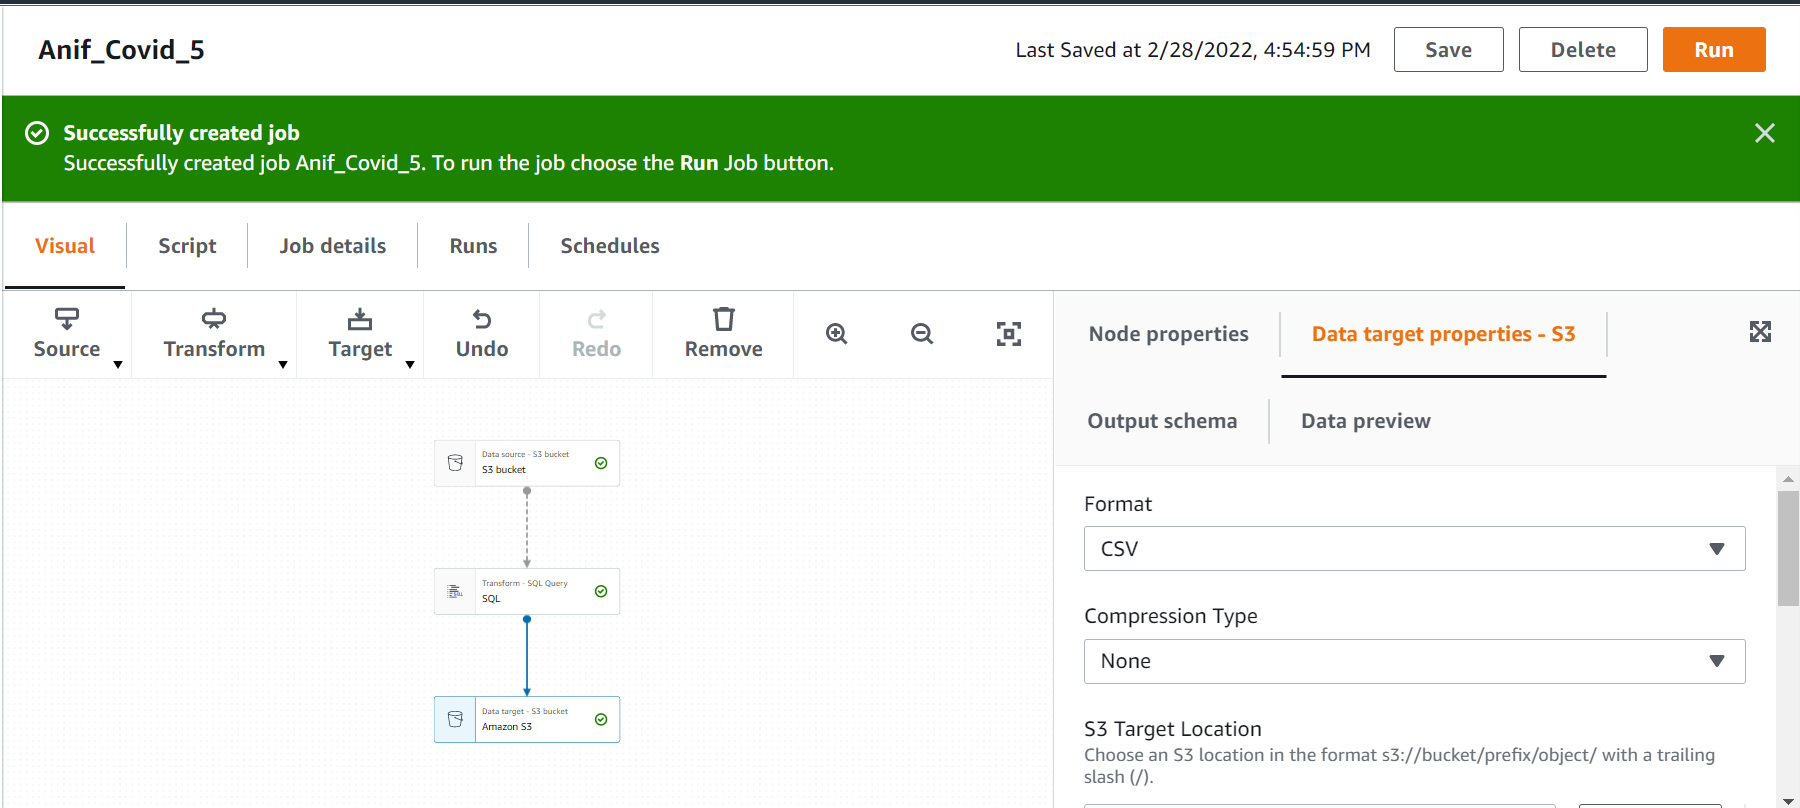 Anif_Covid_5
Last Saved at 2/28/2022, 4:54:59 PM
Save
Delete
Run
Successfully created job
Successfully created job Anif_Covid_5. To run the job choose the Run Job button.
Visual
Script
Job details
Runs
Schedules
Source
Transform
Target
Undo
Redo
Remove
Data source - S3 bucket
S3 bucket
Transform - SQL Query
SQL
Data target - S3 bucket
Amazon S3
Node properties
Data target properties - S3
Output schema
Data preview
Format
CSV
Compression Type
None
S3 Target Location
Choose an S3 location in the format s3://bucket/prefix/object/ with a trailing
slash (/).